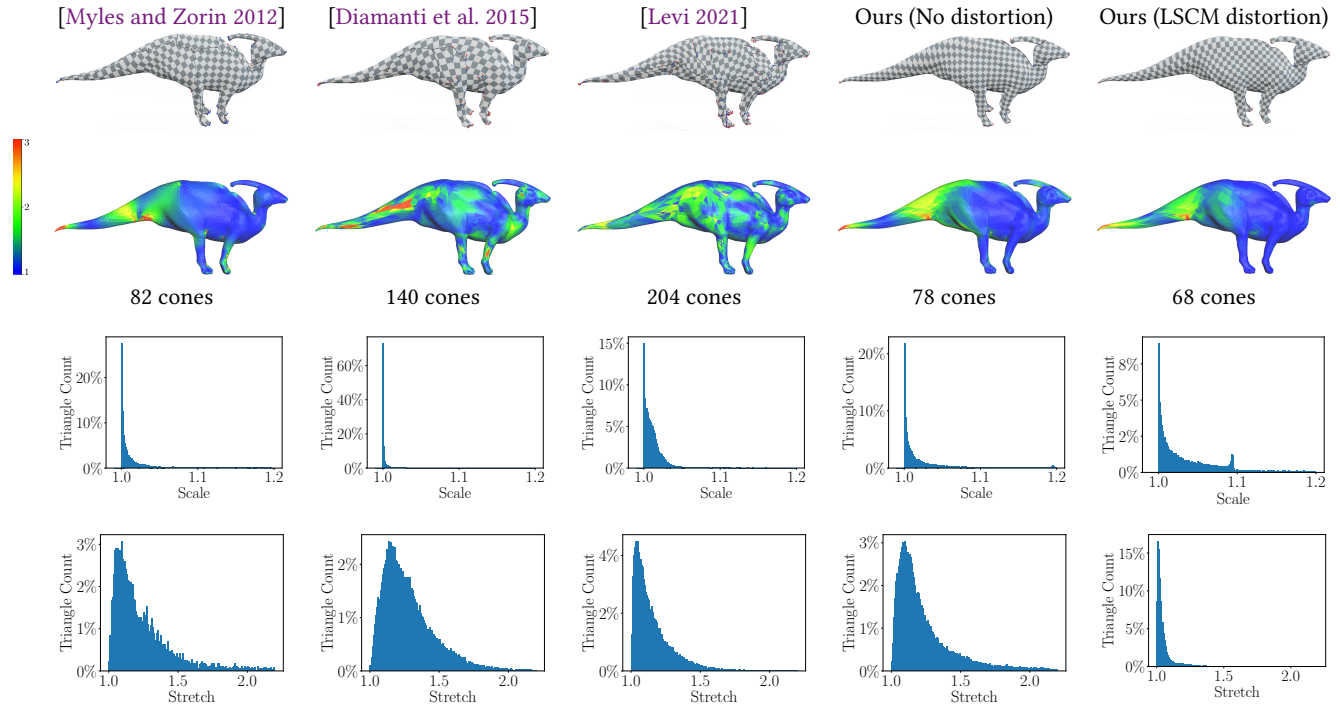 [Myles and Zorin 2012] [Diamanti et al. 2015] [Levi 2021] Ours (No distortion) Ours (LSCM distortion)
3
2
1
82 cones 140 cones 204 cones 78 cones 68 cones
Triangle Count 20% 0% 1.0 1.1 1.2 Scale
Triangle Count 60% 40% 20% 0% 1.0 1.1 1.2 Scale
Triangle Count 15% 10% 5% 0% 1.0 1.1 1.2 Scale
Triangle Count 20% 10% 0% 1.0 1.1 1.2 Scale
Triangle Count 8% 5% 2% 0% 1.0 1.1 1.2 Scale
Triangle Count 3% 2% 1% 0% 1.0 1.5 2.0 Stretch
Triangle Count 2% 1% 0% 1.0 1.5 2.0 Stretch
Triangle Count 4% 2% 0% 1.0 1.5 2.0 Stretch
Triangle Count 3% 2% 1% 0% 1.0 1.5 2.0 Stretch
Triangle Count 15% 10% 5% 0% 1.0 1.5 2.0 Stretch